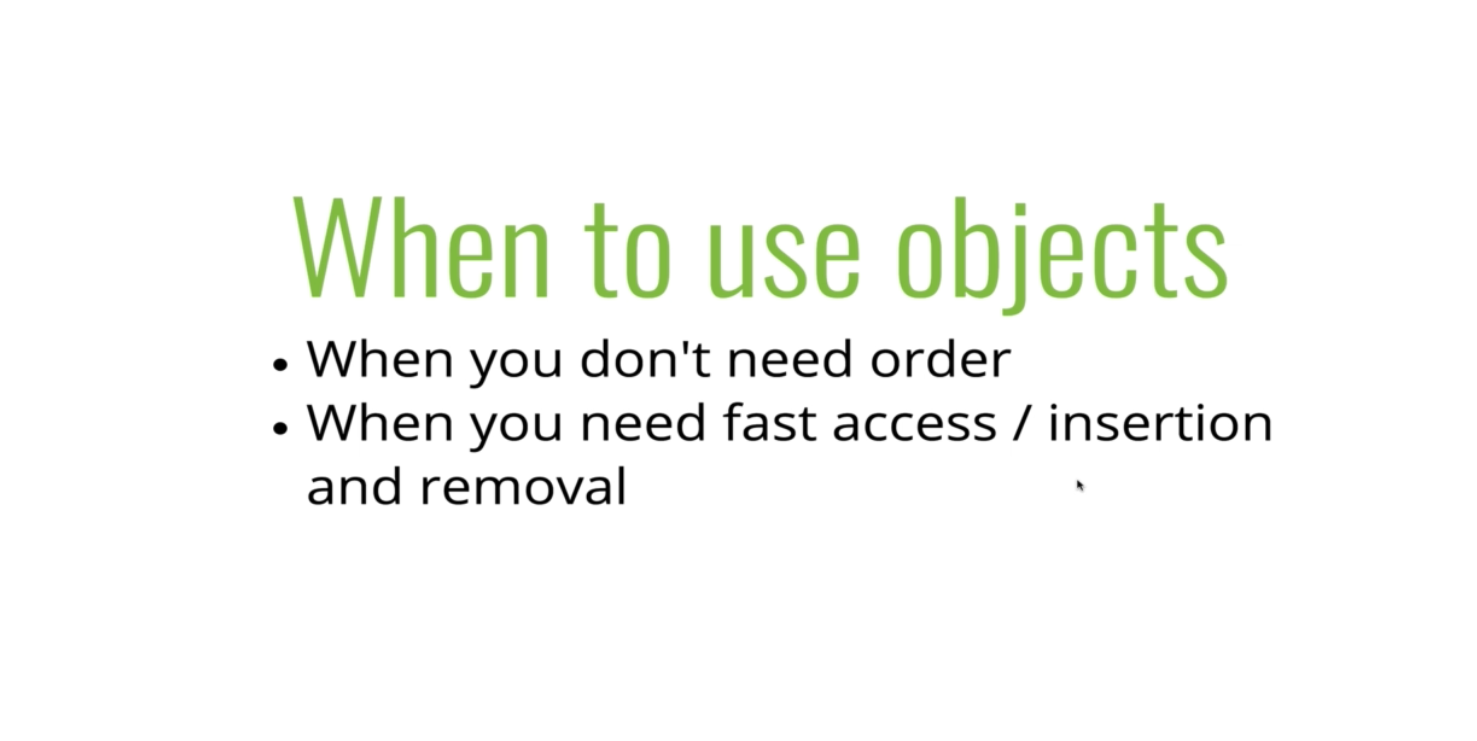 When to use objects
• When you don't need order
• When you need fast access / insertion
and removal